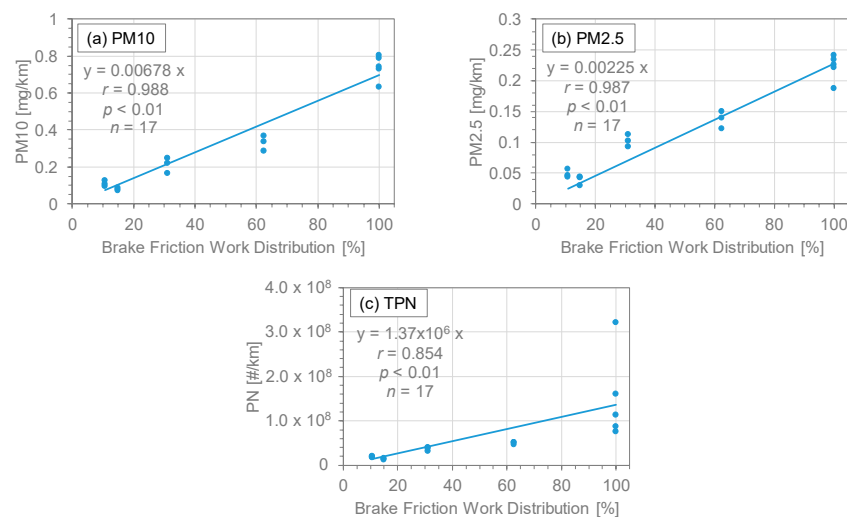 (a) PM10
y = 0.00678 x
r = 0.988
p < 0.01
n = 17
PM10 [mg/km]
1
0.8
0.6
0.4
0.2
0
0 20 40 60 80 100
Brake Friction Work Distribution [%]
(b) PM2.5
y = 0.00225 x
r = 0.987
p < 0.01
n = 17
PM2.5 [mg/km]
0.3
0.25
0.2
0.15
0.1
0.05
0
0 20 40 60 80 100
Brake Friction Work Distribution [%]
(c) TPN
y = 1.37x10⁶ x
r = 0.854
p < 0.01
n = 17
PN [#/km]
4.0 x 10⁸
3.0 x 10⁸
2.0 x 10⁸
1.0 x 10⁸
0
0 20 40 60 80 100
Brake Friction Work Distribution [%]